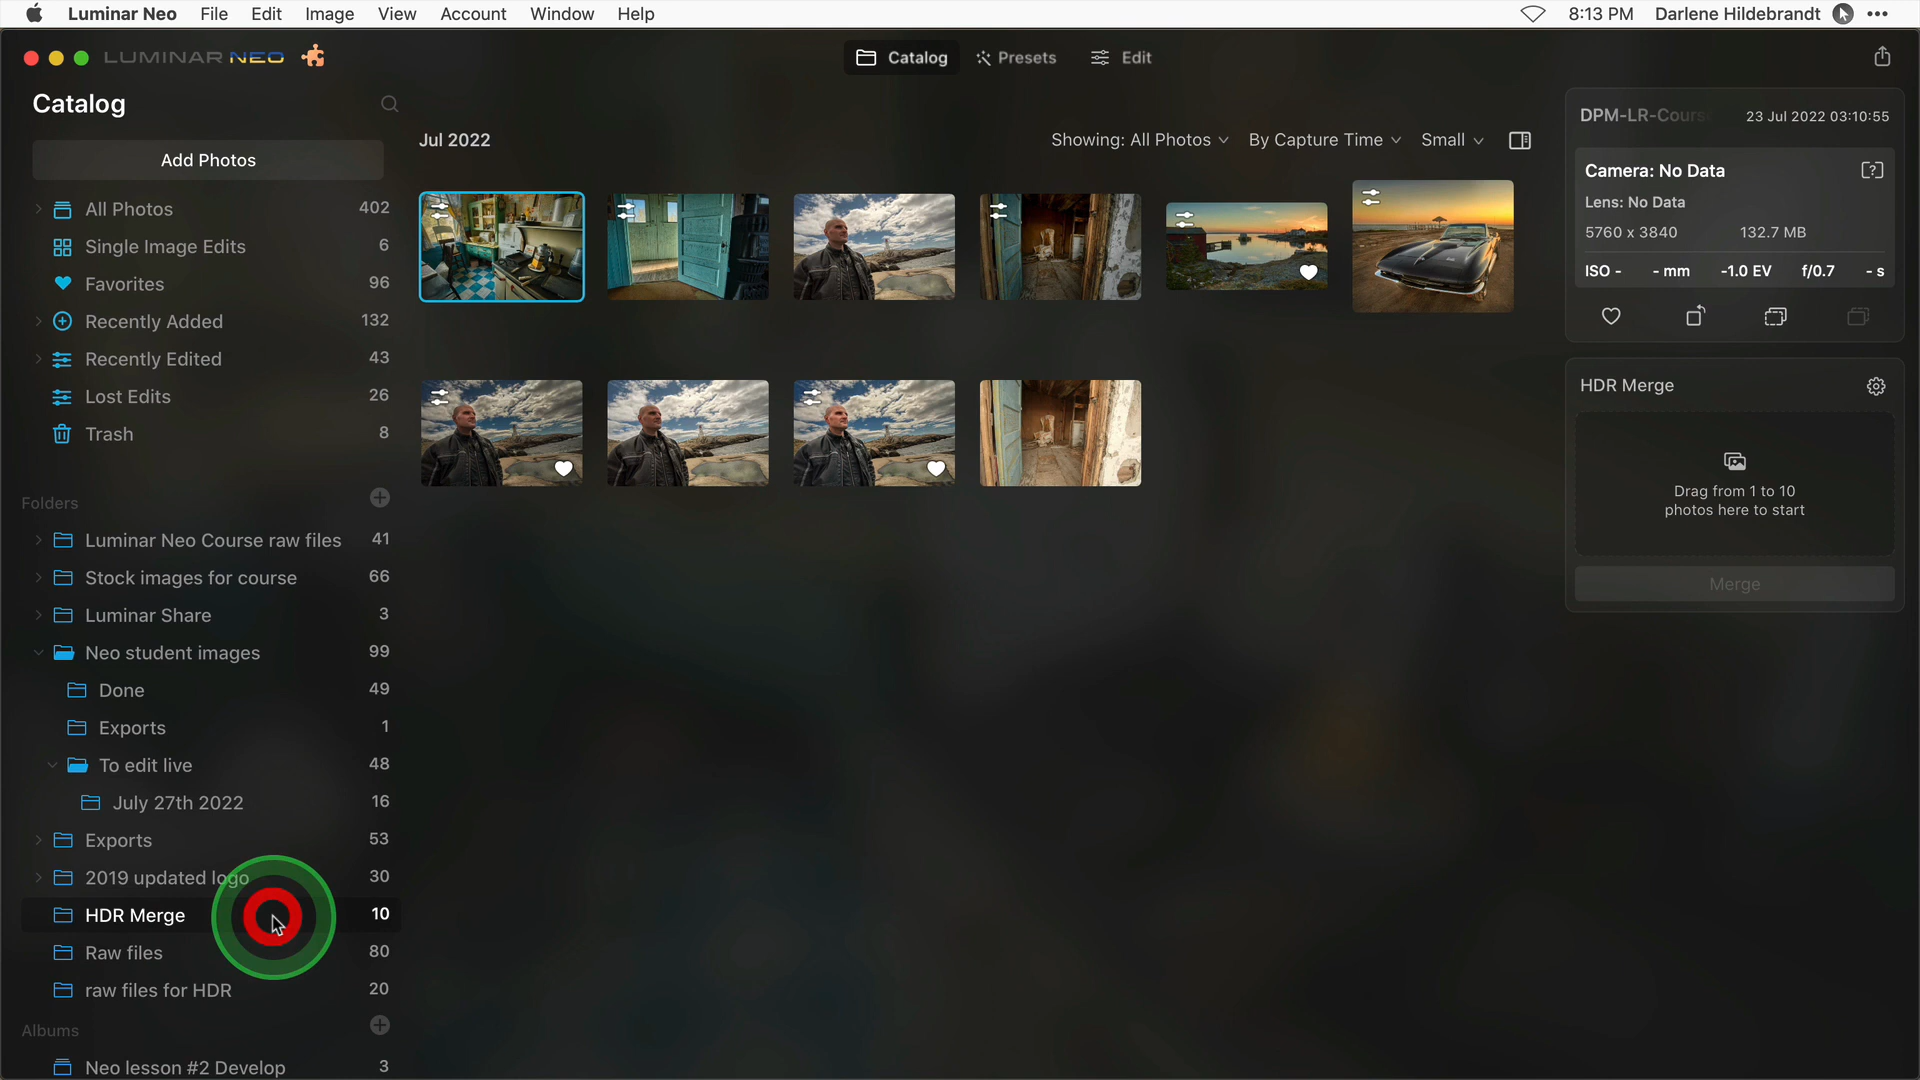 Luminar Neo File Edit Image View Account Window Help 8:13 PM Darlene Hildebrandt
LUMINAR NEO Catalog Presets Edit
Catalog
Add Photos
All Photos 402
Single Image Edits 6
Favorites 96
Recently Added 132
Recently Edited 43
Lost Edits 26
Trash 8
Folders
Luminar Neo Course raw files 41
Stock images for course 66
Luminar Share 3
Neo student images 99
Done 49
Exports 1
To edit live 48
July 27th 2022 16
Exports 53
2019 updated logo 30
HDR Merge 10
Raw files 80
raw files for HDR 20
Albums
Neo lesson #2 Develop 3
Jul 2022 Showing: All Photos By Capture Time Small
DPM-LR-Cours 23 Jul 2022 03:10:55
Camera: No Data [?]
Lens: No Data
5760 x 3840 132.7 MB
ISO - - mm -1.0 EV f/0.7 - s
HDR Merge
Drag from 1 to 10
photos here to start
Merge